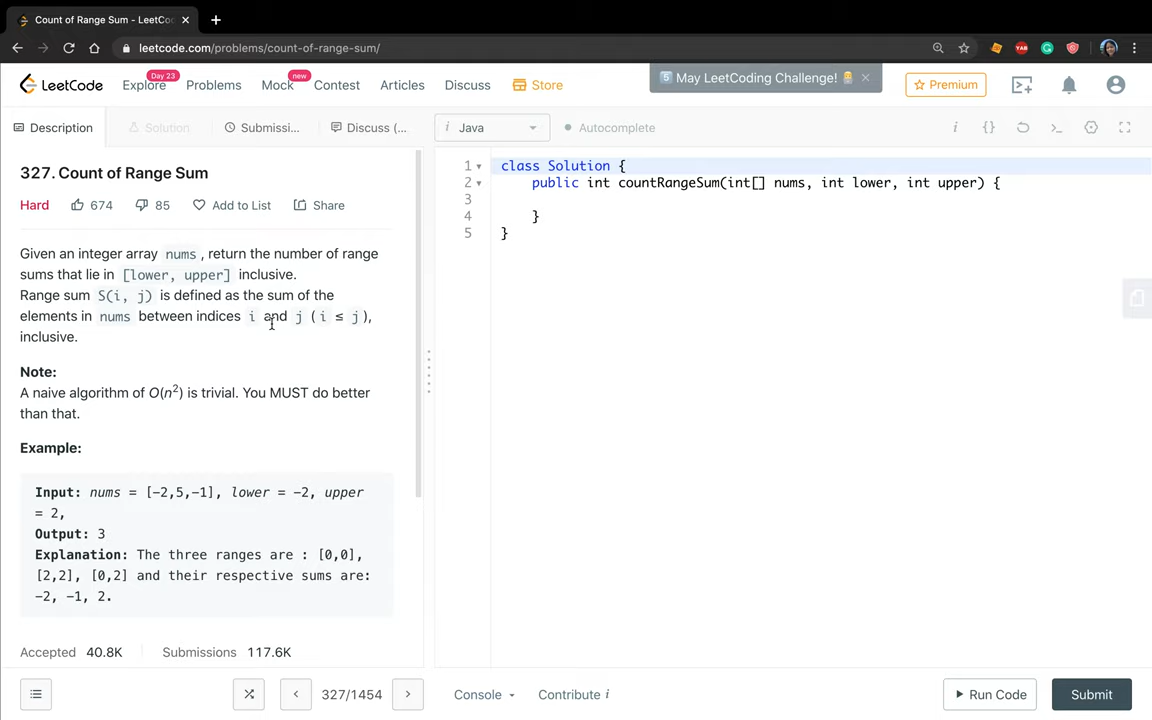 Count of Range Sum - LeetCo
leetcode.com/problems/count-of-range-sum/
LeetCode
Explore
Day 23
Problems
Mock
new
Contest
Articles
Discuss
Store
5 May LeetCoding Challenge!
Premium
Description
Solution
Submissi...
Discuss (...
i Java
Autocomplete
327. Count of Range Sum
Hard
674
85
Add to List
Share
Given an integer array nums , return the number of range
sums that lie in [lower, upper] inclusive.
Range sum S(i, j) is defined as the sum of the
elements in nums between indices i and j ( i ≤ j),
inclusive.
Note:
A naive algorithm of O(n²) is trivial. You MUST do better
than that.
Example:
Input: nums = [-2,5,-1], lower = -2, upper
= 2,
Output: 3
Explanation: The three ranges are : [0,0],
[2,2], [0,2] and their respective sums are:
-2, -1, 2.
Accepted 40.8K
Submissions 117.6K
1 class Solution {
2 public int countRangeSum(int[] nums, int lower, int upper) {
3
4 }
5 }
327/1454
Console
Contribute i
Run Code
Submit